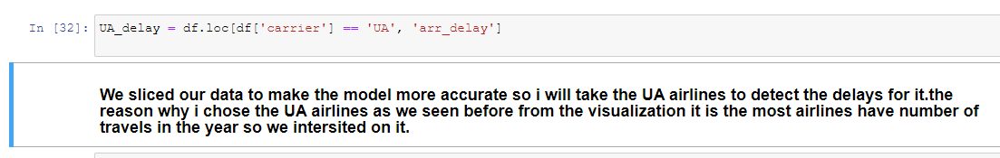 In [32]: UA_delay = df.loc[df['carrier'] == 'UA', 'arr_delay']
We sliced our data to make the model more accurate so i will take the UA airlines to detect the delays for it.the
reason why i chose the UA airlines as we seen before from the visualization it is the most airlines have number of
travels in the year so we intersited on it.